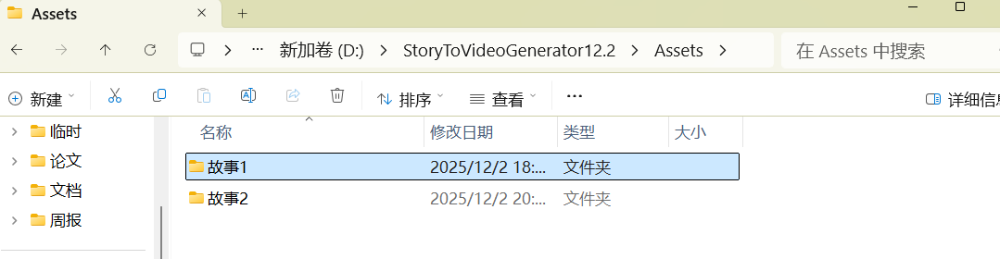 Assets
新加卷 (D:) StoryToVideoGenerator12.2 Assets 在 Assets 中搜索
新建 排序 查看 详细信息
名称 修改日期 类型 大小
临时
论文
文档
周报
故事1 2025/12/2 18:... 文件夹
故事2 2025/12/2 20:... 文件夹